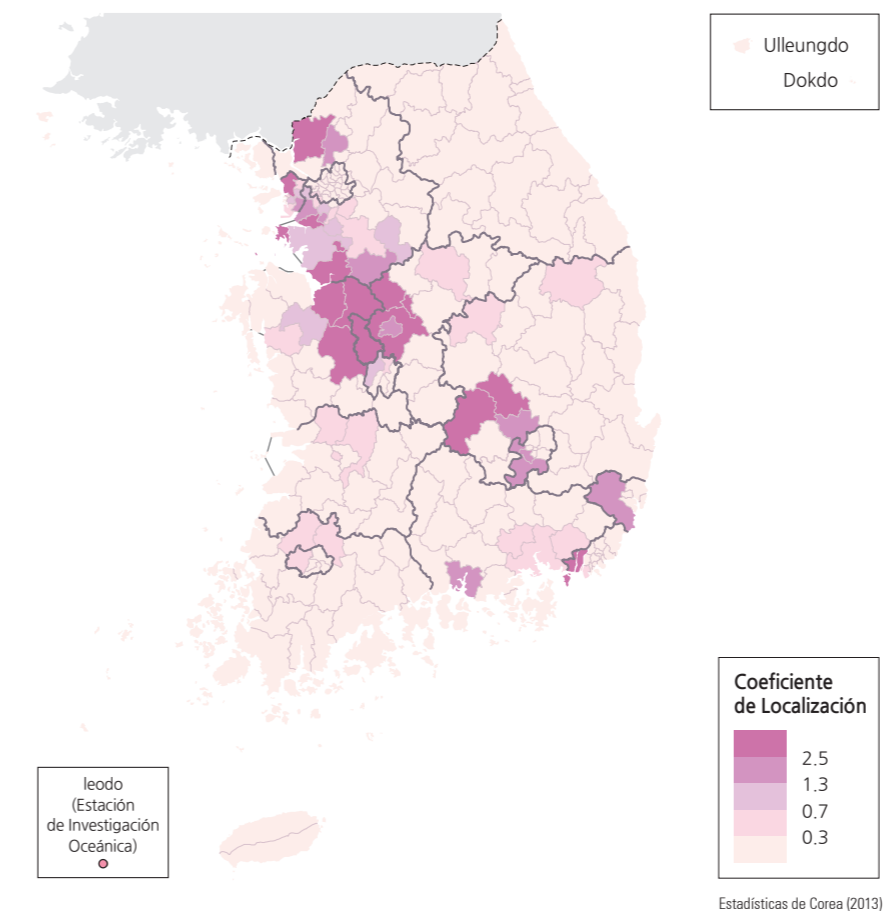 Ulleungdo
Dokdo
Coeficiente
de Localización
2.5
1.3
0.7
0.3
Ieodo
(Estación
de Investigación
Oceánica)
Estadísticas de Corea (2013)